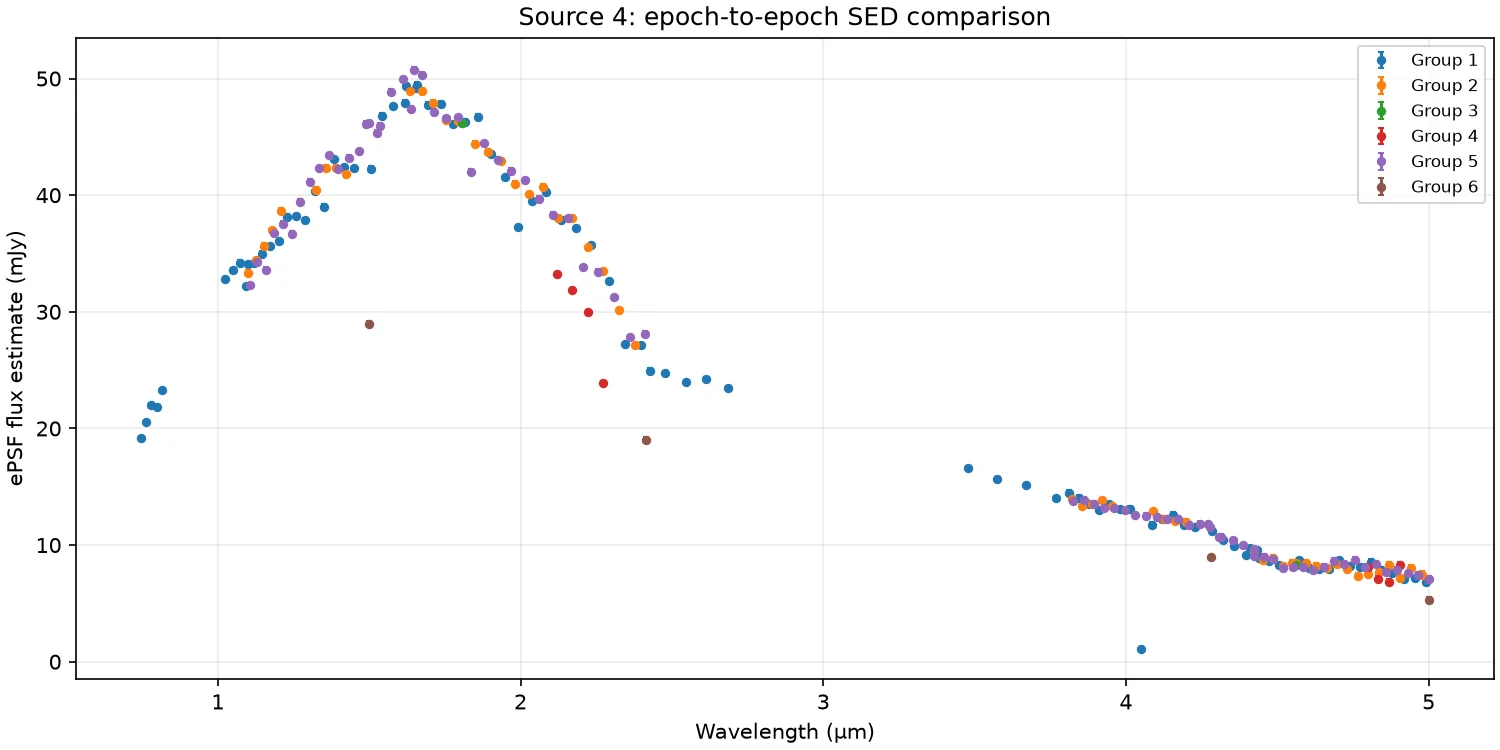 Source 4: epoch-to-epoch SED comparison
ePSF flux estimate (mJy)
50
40
30
20
10
0
1 2 3 4 5
Wavelength (µm)
Group 1
Group 2
Group 3
Group 4
Group 5
Group 6